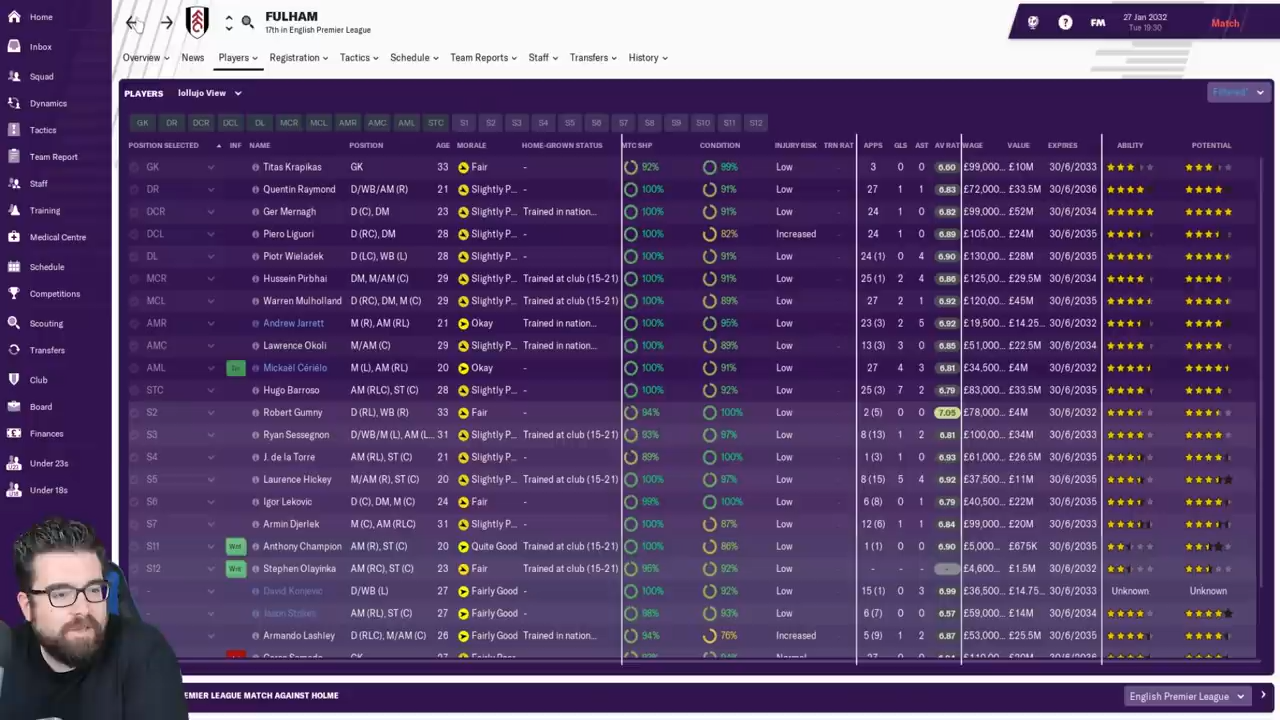 Home
Inbox
Squad
Dynamics
Tactics
Team Report
Staff
Training
Medical Centre
Schedule
Competitions
Scouting
Transfers
Club
Board
Finances
Under 23s
Under 18s
FULHAM
17th in English Premier League
FM 27 Jan 2032
Tue 19:30
Match
Overview News Players Registration Tactics Schedule Team Reports Staff Transfers History
PLAYERS lollujo View Filtered*
GK DR DCR DCL DL MCR MCL AMR AMC AML STC S1 S2 S3 S4 S5 S6 S7 S8 S9 S10 S11 S12
POSITION SELECTED INF NAME POSITION AGE MORALE HOME-GROWN STATUS MTC SHP CONDITION INJURY RISK TRN RAT APPS GLS AST AV RAT WAGE VALUE EXPIRES ABILITY POTENTIAL
GK Titas Krapikas GK 33 Fair - 92% 99% Low - 3 0 0 6.60 £99,000... £10M 30/6/2033
DR Quentin Raymond D/WB/AM (R) 21 Slightly P... - 100% 91% Low - 27 1 1 6.83 £72,000... £33.5M 30/6/2036
DCR Ger Mernagh D (C), DM 23 Slightly P... Trained in nation... 100% 91% Low - 24 1 0 6.82 £99,000... £52M 30/6/2034
DCL Piero Liguori D (RC), DM 28 Slightly P... - 100% 82% Increased - 24 1 0 6.89 £105,00... £24M 30/6/2035
DL Piotr Wieladek D (LC), WB (L) 28 Slightly P... - 100% 91% Low - 24 (1) 0 4 6.90 £130,00... £28M 30/6/2035
MCR Hussein Pirbhai DM, M/AM (C) 29 Slightly P... Trained at club (15-21) 100% 91% Low - 25 (1) 2 4 6.86 £125,00... £29.5M 30/6/2034
MCL Warren Mulholland D (RC), DM, M (C) 29 Slightly P... Trained at club (15-21) 100% 89% Low - 27 2 1 6.92 £120,00... £45M 30/6/2035
AMR Andrew Jarrett M (R), AM (RL) 21 Okay Trained in nation... 100% 95% Low - 23 (3) 2 5 6.92 £19,500... £14.25... 30/6/2032
AMC Lawrence Okoli M/AM (C) 29 Slightly P... Trained in nation... 100% 89% Low - 13 (3) 3 0 6.85 £51,000... £22.5M 30/6/2034
AML Mickaël Cériélo M (L), AM (RL) 20 Okay - 100% 91% Low - 27 4 3 6.81 £34,500... £4M 30/6/2032
STC Hugo Barroso AM (RLC), ST (C) 28 Slightly P... - 100% 92% Low - 25 (3) 7 2 6.79 £83,000... £33.5M 30/6/2035
S2 Robert Gumny D (RL), WB (R) 33 Fair - 94% 100% Low - 2 (5) 0 0 7.05 £78,000... £4M 30/6/2032
S3 Ryan Sessegnon D/WB/M (L), AM (L... 31 Slightly P... Trained at club (15-21) 93% 97% Low - 8 (13) 1 2 6.81 £100,00... £34M 30/6/2033
S4 J. de la Torre AM (RL), ST (C) 21 Slightly P... - 89% 100% Low - 1 (3) 0 0 6.93 £61,000... £26.5M 30/6/2035
S5 Laurence Hickey M/AM (R), ST (C) 20 Slightly P... Trained at club (15-21) 100% 97% Low - 8 (15) 5 4 6.92 £37,500... £11M 30/6/2035
S6 Igor Lekovic D (C), DM, M (C) 24 Fair - 99% 100% Low - 6 (8) 0 0 6.79 £40,500... £22M 30/6/2035
S7 Armin Djerlek M (C), AM (RLC) 31 Slightly P... - 100% 87% Low - 12 (6) 1 1 6.84 £99,000... £20M 30/6/2033
S11 Wnt Anthony Champion AM (R), ST (C) 20 Quite Good Trained at club (15-21) 100% 86% Low - 1 (1) 0 0 6.90 £5,000... £675K 30/6/2035
S12 Wnt Stephen Olayinka AM (RC), ST (C) 23 Fair Trained at club (15-21) 95% 92% Low - - - - - £4,600... £1.5M 30/6/2032
- David Konjevic D/WB (L) 27 Fairly Good - 100% 92% Low - 15 (1) 0 3 6.99 £36,500... £14.75... 30/6/2033 Unknown Unknown
- AM (RL), ST (C) 27 Fairly Good - 98% 93% Low - 6 (7) 0 0 6.57 £59,000... £14M 30/6/2034
Armando Lashley D (RLC), M/AM (C) 26 Fairly Good Trained in nation... 94% 76% Increased - 5 (9) 1 2 6.87 £53,000... £25.5M 30/6/2035
EMIER LEAGUE MATCH AGAINST HOLME
English Premier League